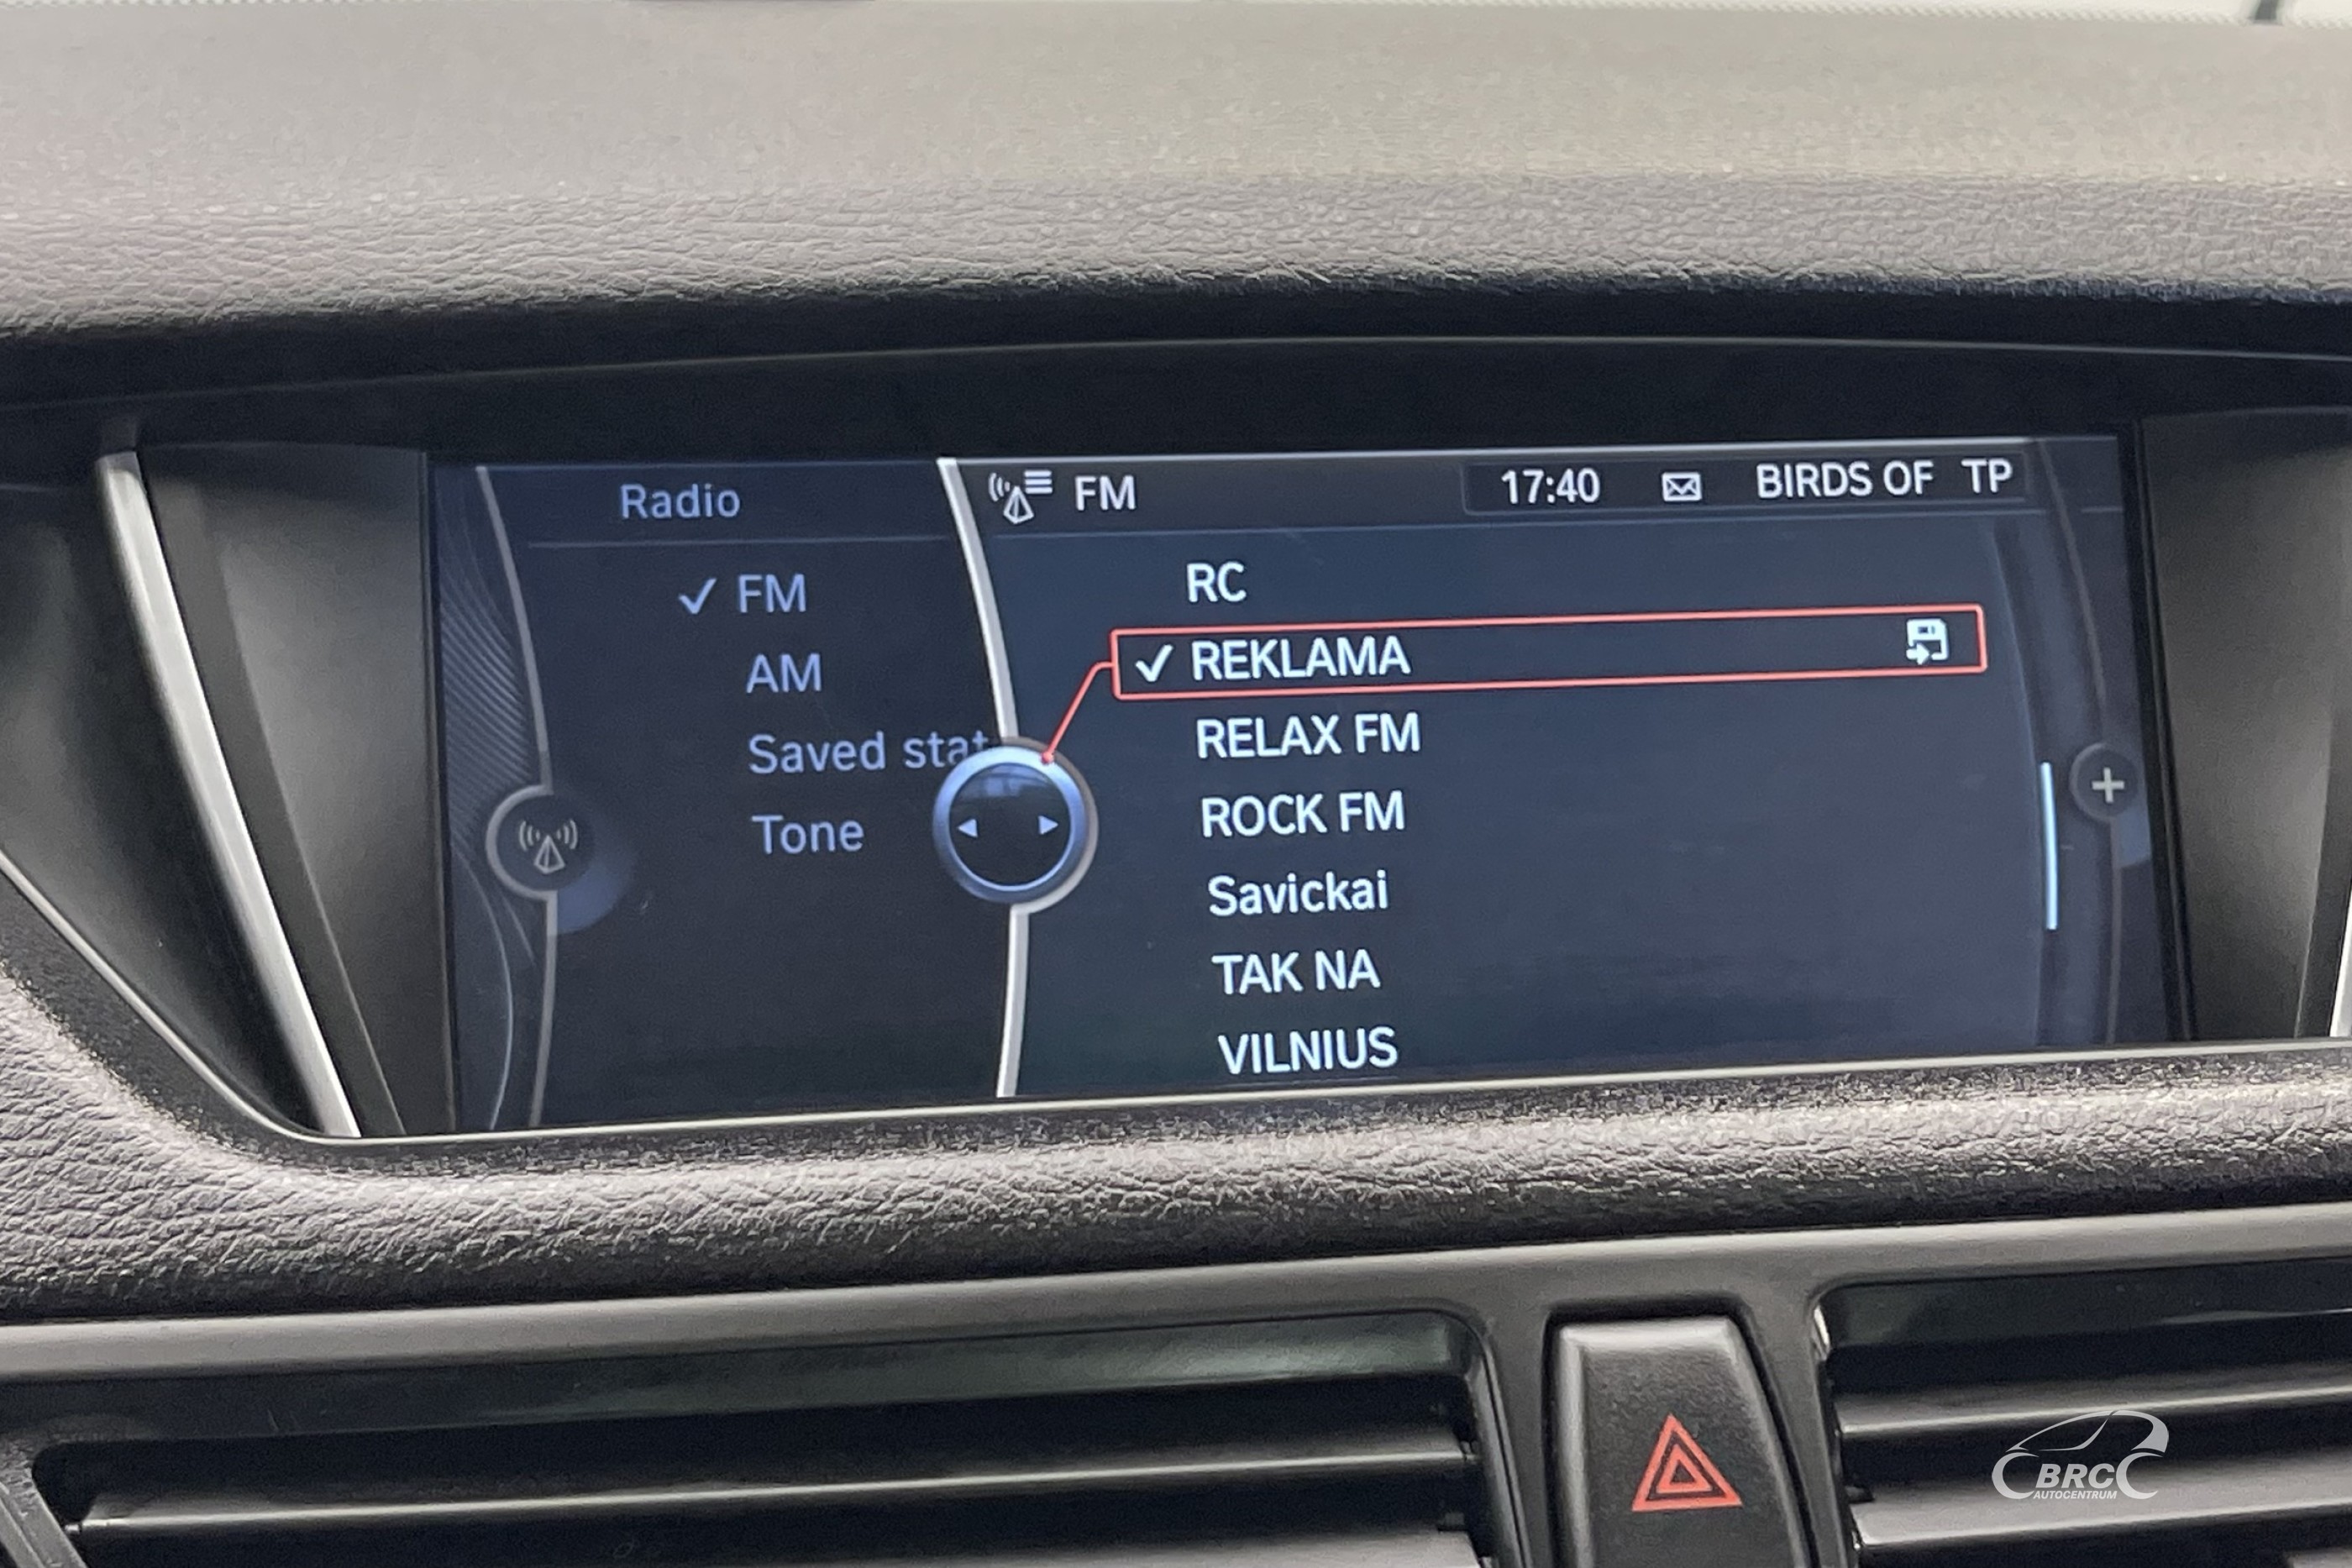 Radio
FM
AM
Saved stat
Tone
FM
17:40
BIRDS OF TP
RC
REKLAMA
RELAX FM
ROCK FM
Savickai
TAK NA
VILNIUS
BRC
AUTOCENTRUM